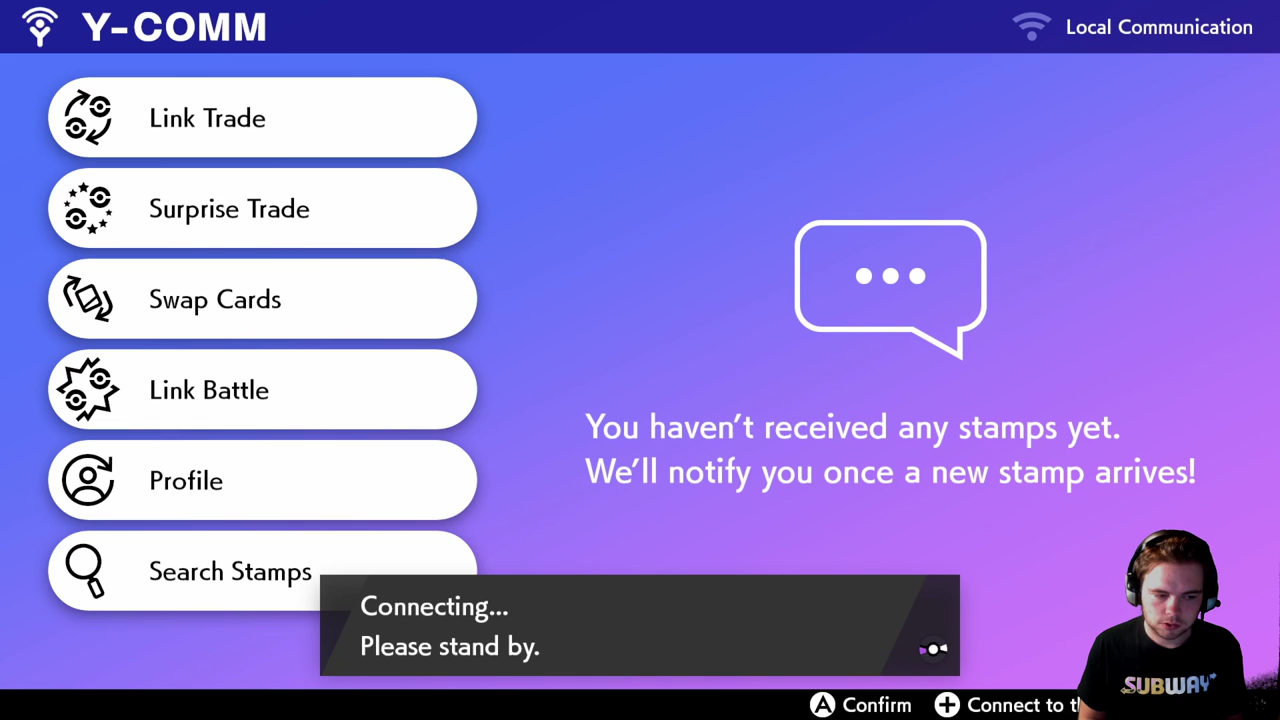 Y-COMM
Local Communication
Link Trade
Surprise Trade
Swap Cards
Link Battle
Profile
Search Stamps
You haven't received any stamps yet.
We'll notify you once a new stamp arrives!
Connecting...
Please stand by.
A Confirm
+ Connect to
SUBWAY